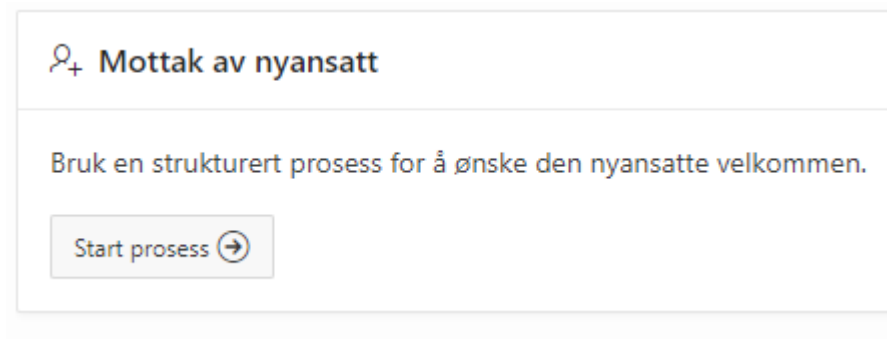 Mottak av nyansatt
Bruk en strukturert prosess for å ønske den nyansatte velkommen.
Start prosess